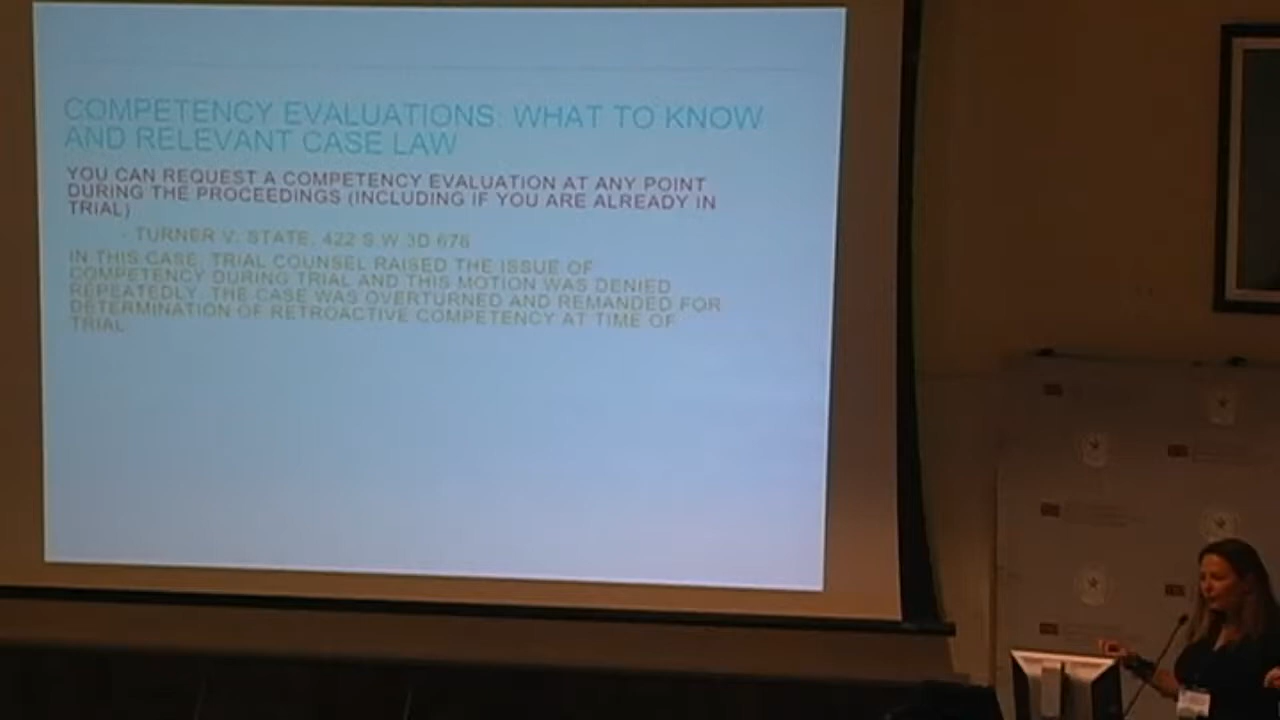 COMPETENCY EVALUATIONS: WHAT TO KNOW
AND RELEVANT CASE LAW
YOU CAN REQUEST A COMPETENCY EVALUATION AT ANY POINT
DURING THE PROCEEDINGS (INCLUDING IF YOU ARE ALREADY IN
TRIAL)
- TURNER V. STATE, 422 S.W.3D 676
IN THIS CASE, TRIAL COUNSEL RAISED THE ISSUE OF
COMPETENCY DURING TRIAL AND THIS MOTION WAS DENIED
REPEATEDLY. THE CASE WAS OVERTURNED AND REMANDED FOR
DETERMINATION OF RETROACTIVE COMPETENCY AT TIME OF
TRIAL